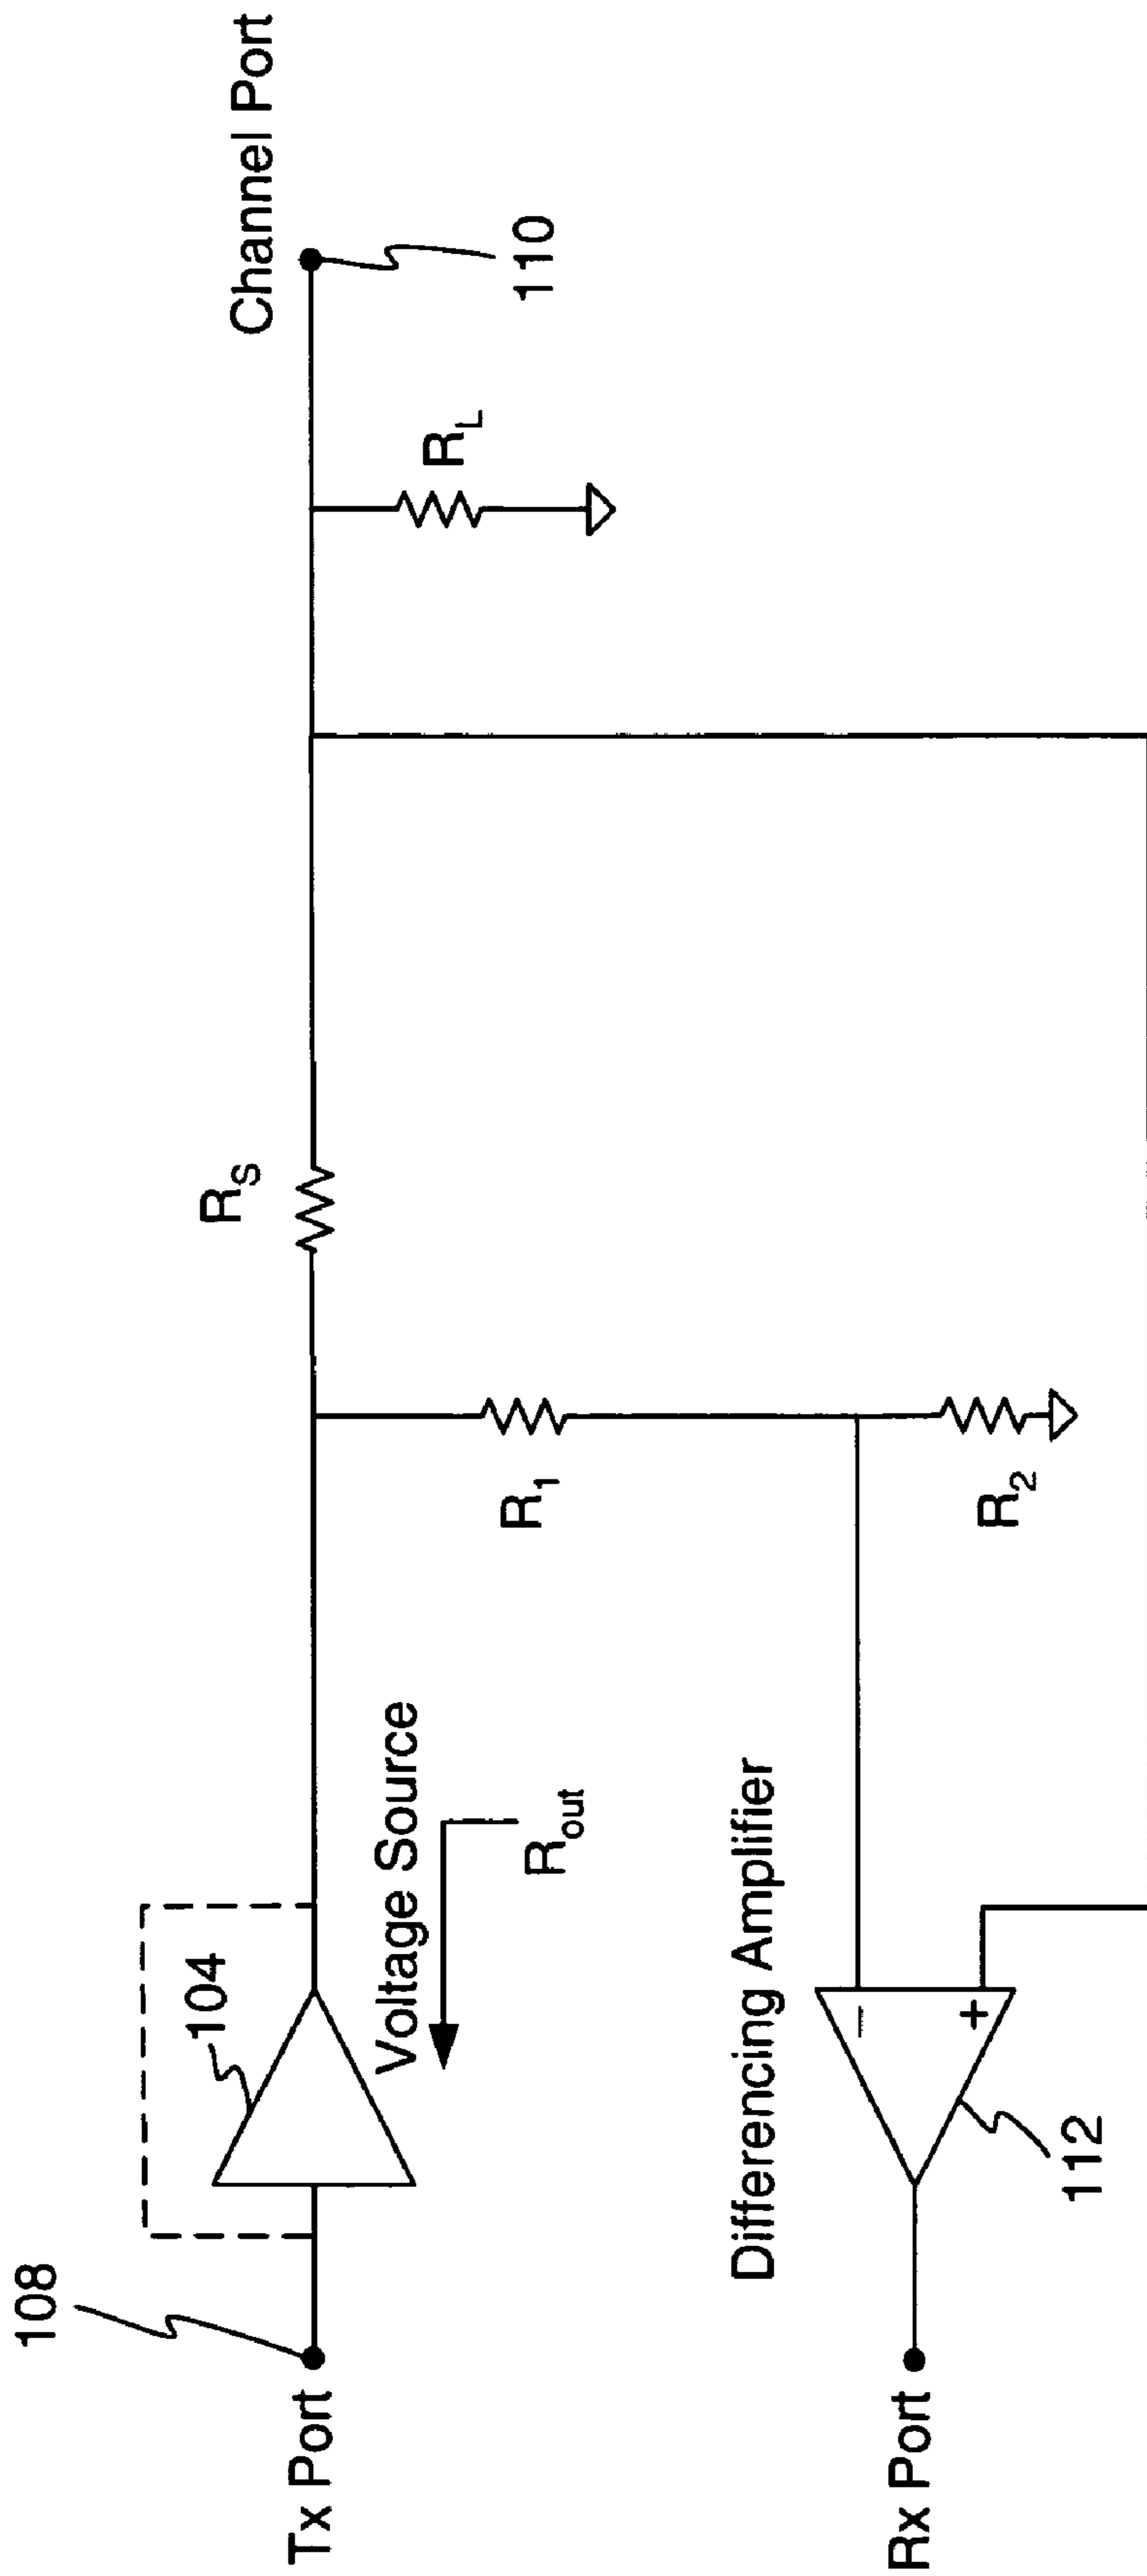 108
Tx Port
104
Voltage Source
R_out
R_S
R_1
R_2
R_L
Channel Port
110
Differencing Amplifier
−
+
112
Rx Port